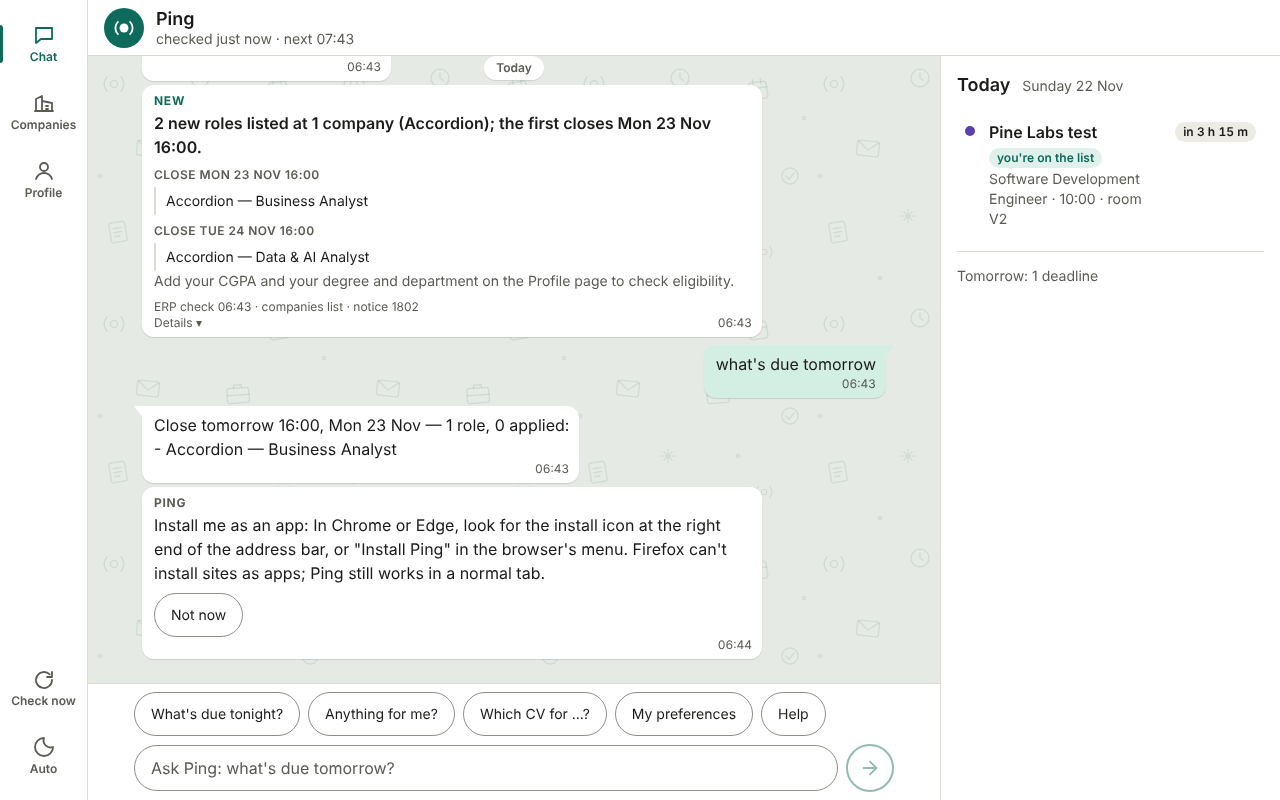 Chat
Companies
Profile
Check now
Auto
Ping
checked just now · next 07:43
06:43
Today
NEW
2 new roles listed at 1 company (Accordion); the first closes Mon 23 Nov
16:00.
CLOSE MON 23 NOV 16:00
Accordion — Business Analyst
CLOSE TUE 24 NOV 16:00
Accordion — Data & AI Analyst
Add your CGPA and your degree and department on the Profile page to check eligibility.
ERP check 06:43 · companies list · notice 1802
Details ▾
06:43
what's due tomorrow
06:43
Close tomorrow 16:00, Mon 23 Nov — 1 role, 0 applied:
- Accordion — Business Analyst
06:43
PING
Install me as an app: In Chrome or Edge, look for the install icon at the right
end of the address bar, or "Install Ping" in the browser's menu. Firefox can't
install sites as apps; Ping still works in a normal tab.
Not now
06:44
What's due tonight?
Anything for me?
Which CV for ...?
My preferences
Help
Ask Ping: what's due tomorrow?
Today Sunday 22 Nov
Pine Labs test
in 3 h 15 m
you're on the list
Software Development
Engineer · 10:00 · room
V2
Tomorrow: 1 deadline